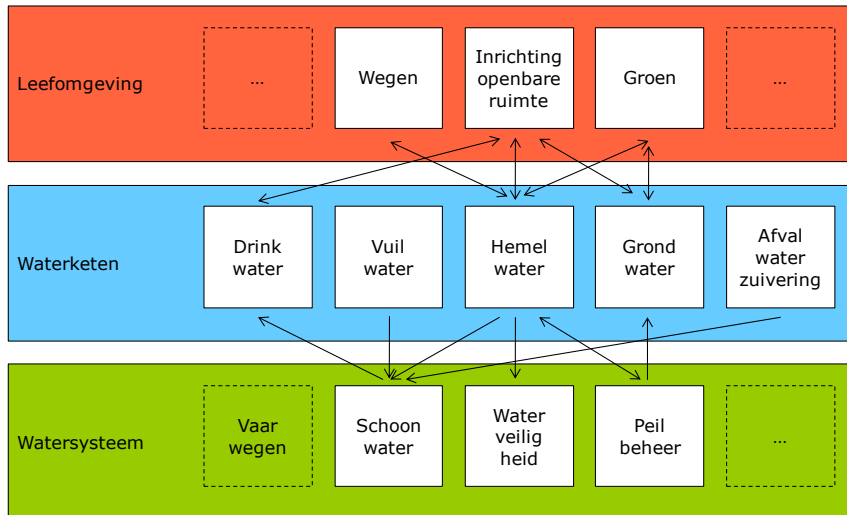 Leefomgeving
...
Wegen
Inrichting
openbare
ruimte
Groen
...
Waterketen
Drink
water
Vuil
water
Hemel
water
Grond
water
Afval
water
zuivering
Watersysteem
Vaar
wegen
Schoon
water
Water
veilig
heid
Peil
beheer
...